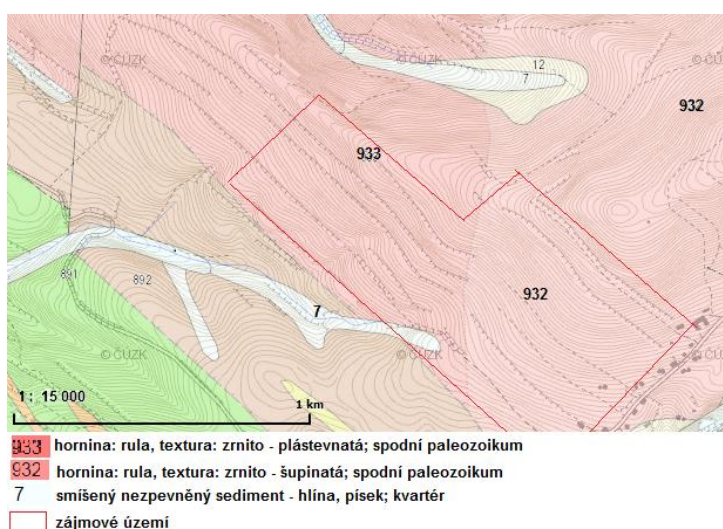 © ČÚZK
© ČÚZK
© ČÚZK
12
7
932
933
932
891
892
7
© ČÚZK
© ČÚZK
© ČÚZK
1 : 15 000
1 km
933 hornina: rula, textura: zrnito - plástevnatá; spodní paleozoikum
932 hornina: rula, textura: zrnito - šupinatá; spodní paleozoikum
7 smíšený nezpevněný sediment - hlína, písek; kvartér
zájmové území